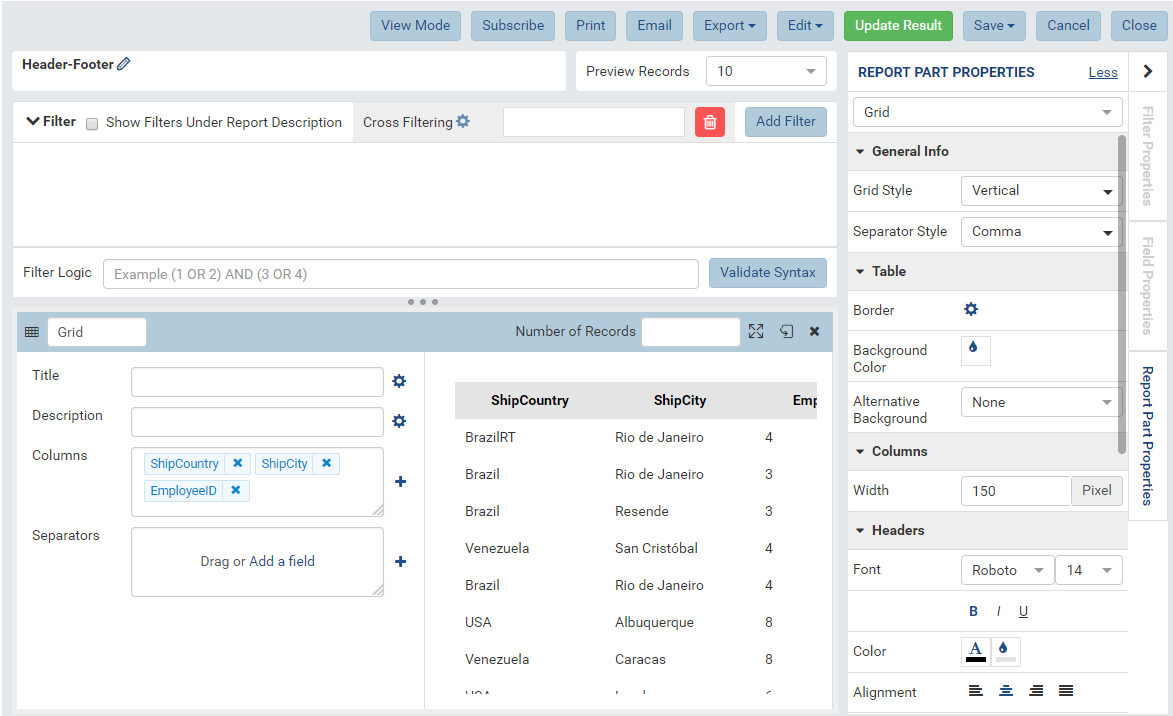 View Mode Subscribe Print Email Export Edit Update Result Save Cancel Close
Header-Footer
Preview Records 10
Filter Show Filters Under Report Description Cross Filtering Add Filter
Filter Logic Example (1 OR 2) AND (3 OR 4) Validate Syntax
Grid Number of Records
Title
Description
Columns ShipCountry ShipCity
EmployeeID
Separators
Drag or Add a field
ShipCountry ShipCity Emp
BrazilRT Rio de Janeiro 4
Brazil Rio de Janeiro 3
Brazil Resende 3
Venezuela San Cristóbal 4
Brazil Rio de Janeiro 4
USA Albuquerque 8
Venezuela Caracas 8
REPORT PART PROPERTIES Less
Grid
General Info
Grid Style Vertical
Separator Style Comma
Table
Border
Background
Color
Alternative
Background
None
Columns
Width 150 Pixel
Headers
Font Roboto 14
B I U
Color A
Alignment
Filter Properties
Field Properties
Report Part Properties